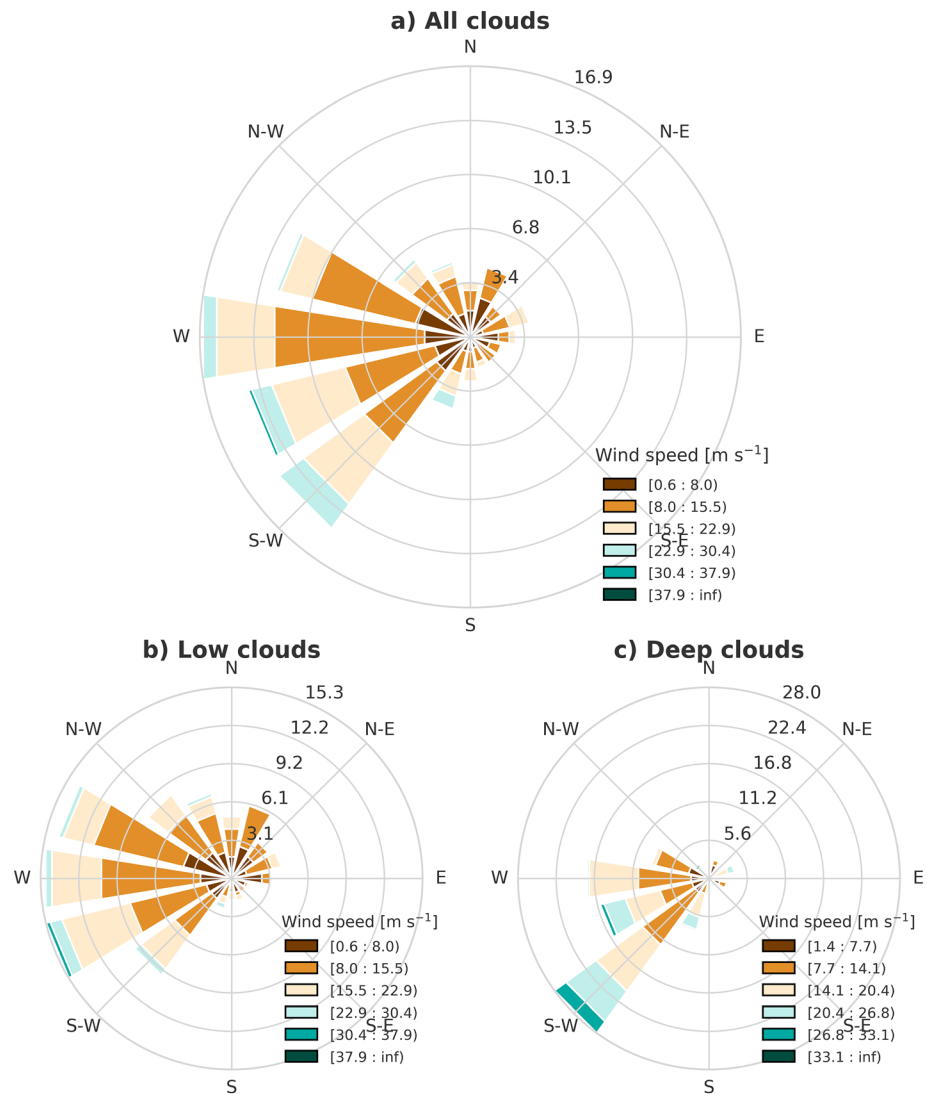 a) All clouds
N
16.9
N-W
13.5
N-E
10.1
6.8
3.4
W
E
Wind speed [m s⁻¹]
[0.6 : 8.0)
[8.0 : 15.5)
[15.5 : 22.9)
S-W
S-E
[22.9 : 30.4)
[30.4 : 37.9)
[37.9 : inf)
S
b) Low clouds
N
15.3
N-W
12.2
N-E
9.2
6.1
3.1
W
E
Wind speed [m s⁻¹]
[0.6 : 8.0)
[8.0 : 15.5)
[15.5 : 22.9)
[22.9 : 30.4)
S-W
S-E
[30.4 : 37.9)
[37.9 : inf)
S
c) Deep clouds
N
28.0
N-W
22.4
N-E
16.8
11.2
5.6
W
E
Wind speed [m s⁻¹]
[1.4 : 7.7)
[7.7 : 14.1)
[14.1 : 20.4)
[20.4 : 26.8)
S-W
S-E
[26.8 : 33.1)
[33.1 : inf)
S